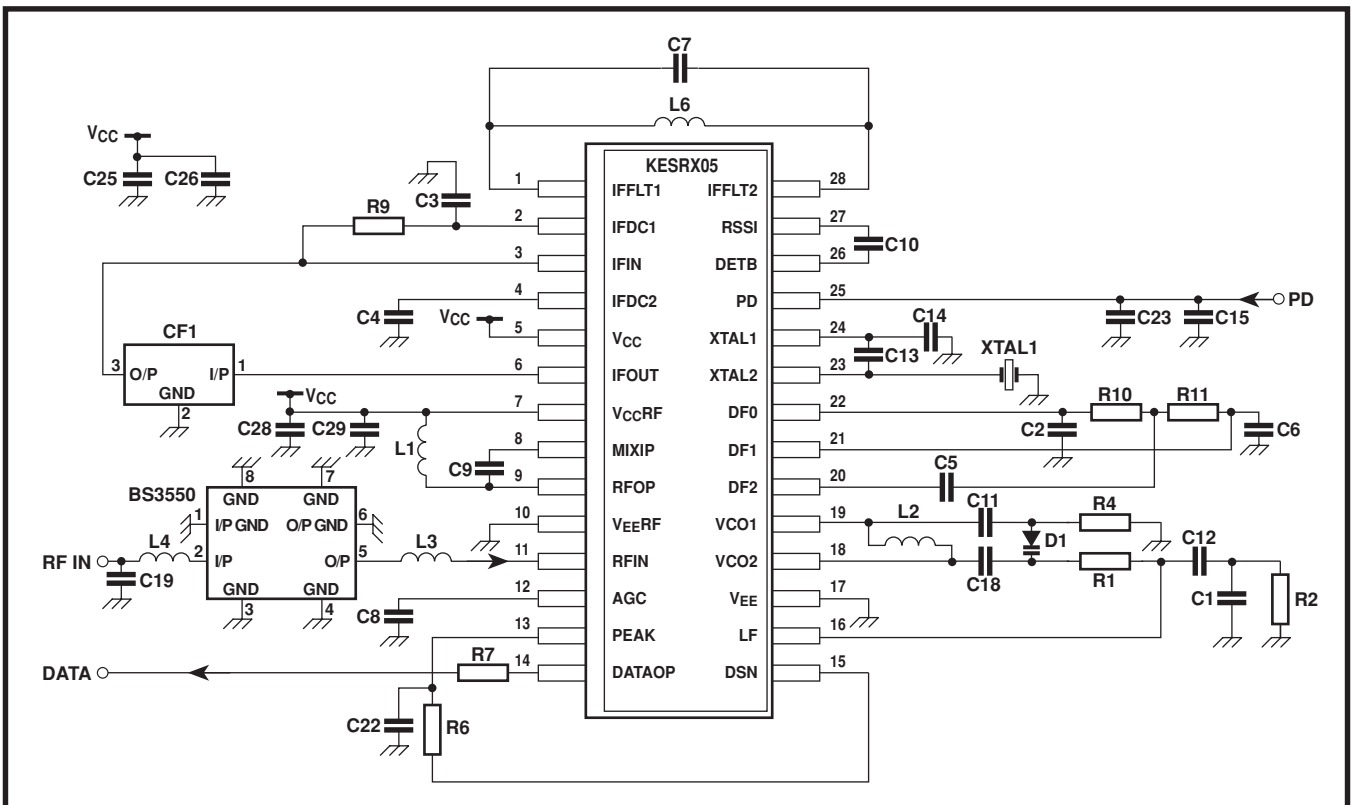 C7
L6
VCC
C25
C26
KESRX05
C3
R9
1
IFFLT1
IFFLT2
28
2
IFDC1
RSSI
27
C10
3
IFIN
DETB
26
4
IFDC2
PD
25
PD
C4
VCC
5
VCC
XTAL1
24
C14
C23
C15
C13
XTAL1
CF1
3
O/P
I/P
1
GND
2
6
IFOUT
XTAL2
23
VCC
7
VCCRF
DF0
22
R10
R11
C28
C29
L1
C2
C6
8
MIXIP
DF1
21
C9
9
RFOP
DF2
20
C5
BS3550
8
7
GND
GND
1
I/P GND
O/P GND
6
10
VEERF
VCO1
19
L2
C11
R4
D1
RF IN
L4
2
I/P
O/P
5
L3
11
RFIN
VCO2
18
C18
R1
C12
C19
GND
GND
3
4
12
AGC
VEE
17
C8
C1
R2
13
PEAK
LF
16
DATA
R7
14
DATAOP
DSN
15
C22
R6